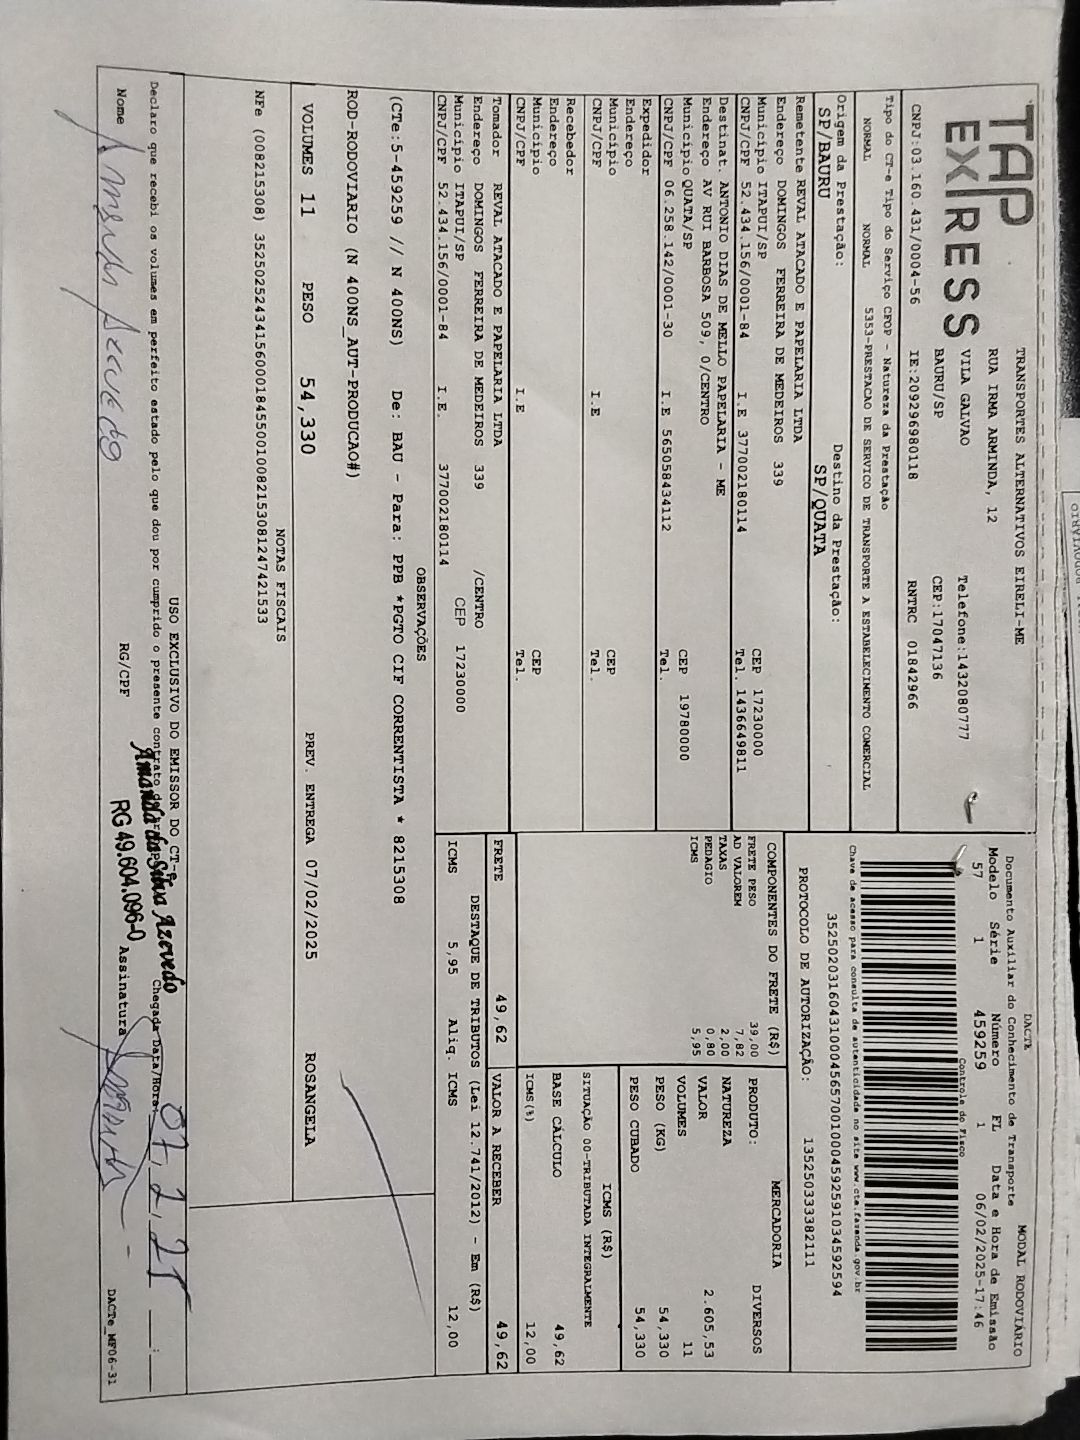 TAP
EXPRESS
TRANSPORTES ALTERNATIVOS EIRELI-ME
RUA IRMA ARMINDA, 12
VILA GALVAO
Telefone:1432080777
BAURU/SP
CEP:17047136
CNPJ:03.160.431/0004-56
IE:209296980118
RNTRC 01842966
Tipo do CT-e Tipo do Serviço CFOP - Natureza da Prestação
NORMAL NORMAL 5353-PRESTACAO DE SERVICO DE TRANSPORTE A ESTABELECIMENTO COMERCIAL
Origem da Prestação: Destino da Prestação:
SP/BAURU SP/QUATA
Remetente REVAL ATACADO E PAPELARIA LTDA
Endereço DOMINGOS FERREIRA DE MEDEIROS 339
Município ITAPUI/SP CEP 17230000
CNPJ/CPF 52.434.156/0001-84 I.E 377002180114 Tel. 1436649811
Destinat. ANTONIO DIAS DE MELLO PAPELARIA - ME
Endereço AV RUI BARBOSA 509, 0/CENTRO
Município QUATA/SP CEP 19780000
CNPJ/CPF 06.258.142/0001-30 I.E 565058434112 Tel.
Expedidor
Endereço
Município CEP
CNPJ/CPF I.E Tel.
Recebedor
Endereço
Município CEP
CNPJ/CPF I.E Tel.
Tomador REVAL ATACADO E PAPELARIA LTDA
Endereço DOMINGOS FERREIRA DE MEDEIROS 339 /CENTRO
Município ITAPUI/SP CEP 17230000
CNPJ/CPF 52.434.156/0001-84 I.E. 377002180114
DACTE
Documento Auxiliar do Conhecimento de Transporte
MODAL RODOVIÁRIO
Modelo Série Número FL Data e Hora de Emissão
57 1 459259 1 06/02/2025-17:46
Controle do Fisco
Chave de acesso para consulta de autenticidade no site www.cte.fazenda.gov.br
35250203160431000456570010004592591034592594
PROTOCOLO DE AUTORIZAÇÃO: 135250333382111
COMPONENTES DO FRETE (R$)
FRETE PESO 39,00
AD VALOREM 7,82
TAXAS 2,00
PEDAGIO 0,80
ICMS 5,95
MERCADORIA
PRODUTO: DIVERSOS
NATUREZA
VALOR 2.605,53
VOLUMES 11
PESO (KG) 54,330
PESO CUBADO 54,330
ICMS (R$)
SITUAÇÃO 00-TRIBUTADA INTEGRALMENTE
BASE CÁLCULO 49,62
ICMS (%) 12,00
FRETE 49,62 VALOR A RECEBER 49,62
DESTAQUE DE TRIBUTOS (Lei 12.741/2012) - Em (R$)
ICMS 5,95 Aliq. ICMS 12,00
OBSERVAÇÕES
(CTe:5-459259 // N 400NS) De: BAU - Para: PPB *PGTO CIF CORRENTISTA * 8215308
ROD-RODOVIARIO (N 400NS_AUT-PRODUCAO#)
VOLUMES 11 PESO 54,330 PREV. ENTREGA 07/02/2025 ROSANGELA
NOTAS FISCAIS
NFe (008215308) 35250252434156000184550010082153081247421533
USO EXCLUSIVO DO EMISSOR DO CT-e
Declaro que recebi os volumes em perfeito estado pelo que dou por cumprido o presente contrato de
Chegada Data/Hora:
Nome Amanda Azevedo RG/CPF Assinatura
Amanda da Silva Azevedo
RG 49.604.096-0
DACTe_MF06-31